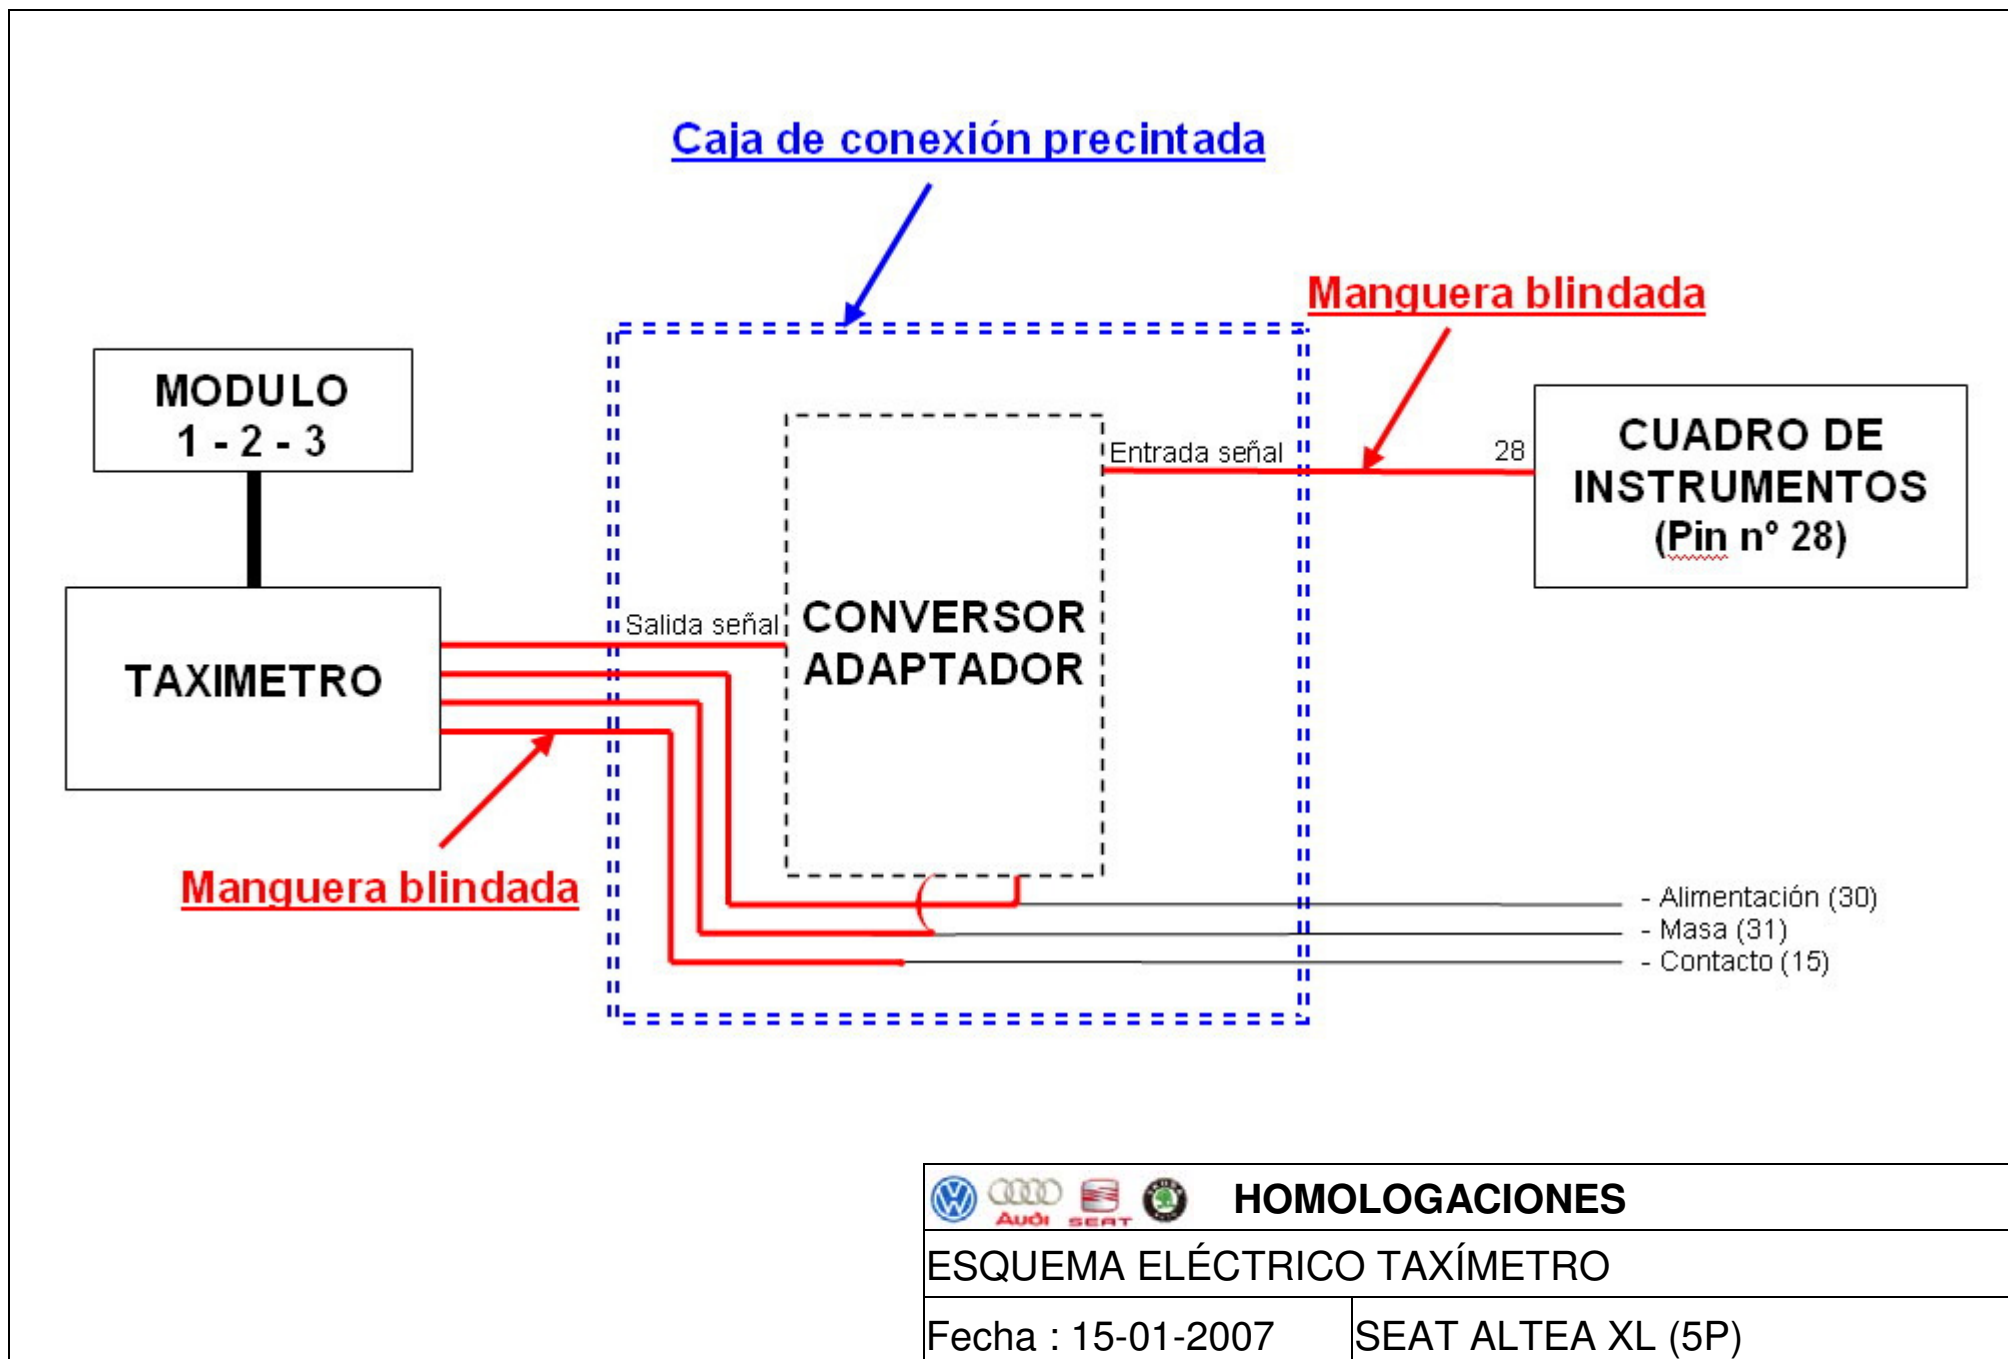 Caja de conexión precintada
Manguera blindada
MODULO
1 - 2 - 3
CUADRO DE
INSTRUMENTOS
(Pin nº 28)
Entrada señal
28
Salida señal
CONVERSOR
ADAPTADOR
TAXIMETRO
Manguera blindada
- Alimentación (30)
- Masa (31)
- Contacto (15)
Audi
SEAT
HOMOLOGACIONES
ESQUEMA ELÉCTRICO TAXÍMETRO
Fecha : 15-01-2007
SEAT ALTEA XL (5P)